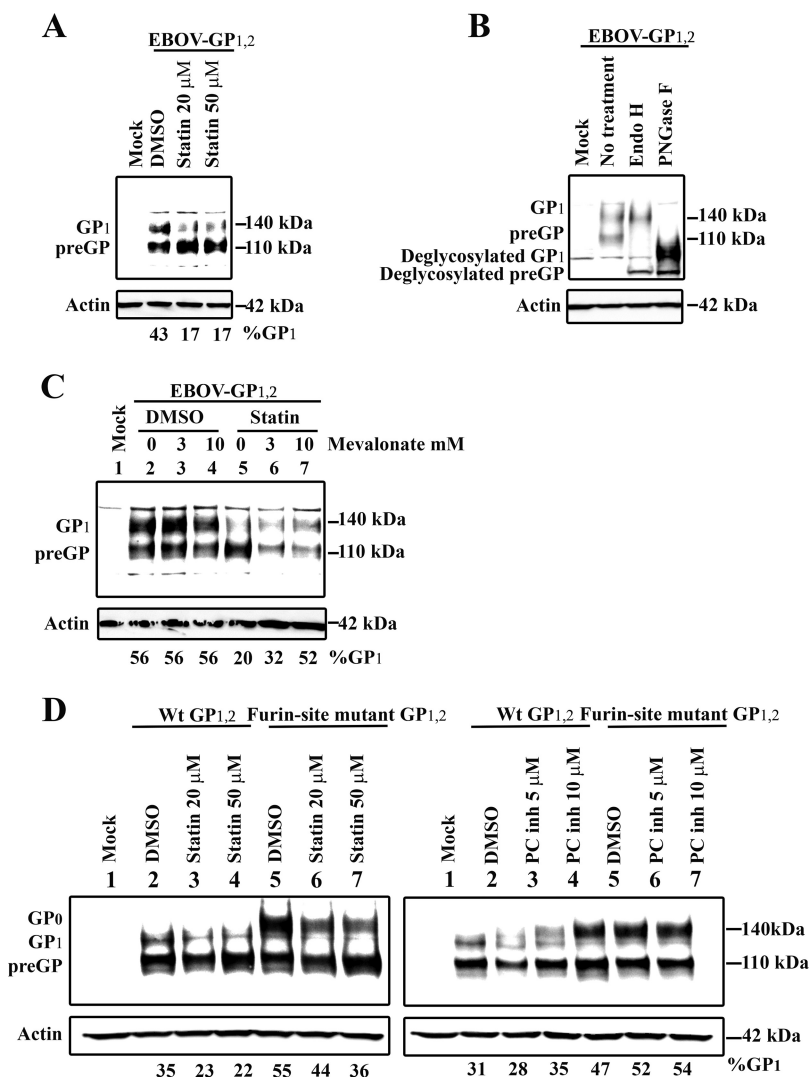 A
EBOV-GP1,2
Mock
DMSO
Statin 20 μM
Statin 50 μM
GP1
preGP
140 kDa
110 kDa
Actin
42 kDa
43 17 17 %GP1
B
EBOV-GP1,2
Mock
No treatment
Endo H
PNGase F
GP1
preGP
Deglycosylated GP1
Deglycosylated preGP
140 kDa
110 kDa
Actin
42 kDa
C
EBOV-GP1,2
DMSO Statin
Mock
0 3 10 0 3 10 Mevalonate mM
1 2 3 4 5 6 7
GP1
preGP
140 kDa
110 kDa
Actin
42 kDa
56 56 56 20 32 52 %GP1
D
Wt GP1,2 Furin-site mutant GP1,2
Mock
DMSO
Statin 20 μM
Statin 50 μM
DMSO
Statin 20 μM
Statin 50 μM
1 2 3 4 5 6 7
GP0
GP1
preGP
Actin
35 23 22 55 44 36
Wt GP1,2 Furin-site mutant GP1,2
Mock
DMSO
PC inh 5 μM
PC inh 10 μM
DMSO
PC inh 5 μM
PC inh 10 μM
1 2 3 4 5 6 7
140kDa
110 kDa
42 kDa
31 28 35 47 52 54 %GP1